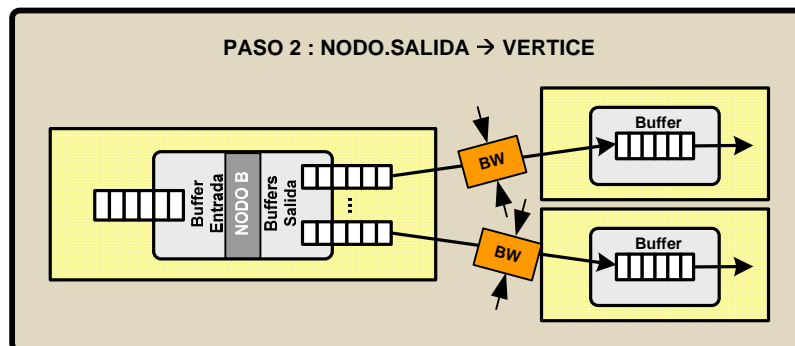 PASO 2 : NODO.SALIDA → VERTICE
Buffer
Entrada
NODO B
Buffers
Salida
...
BW
BW
Buffer
Buffer